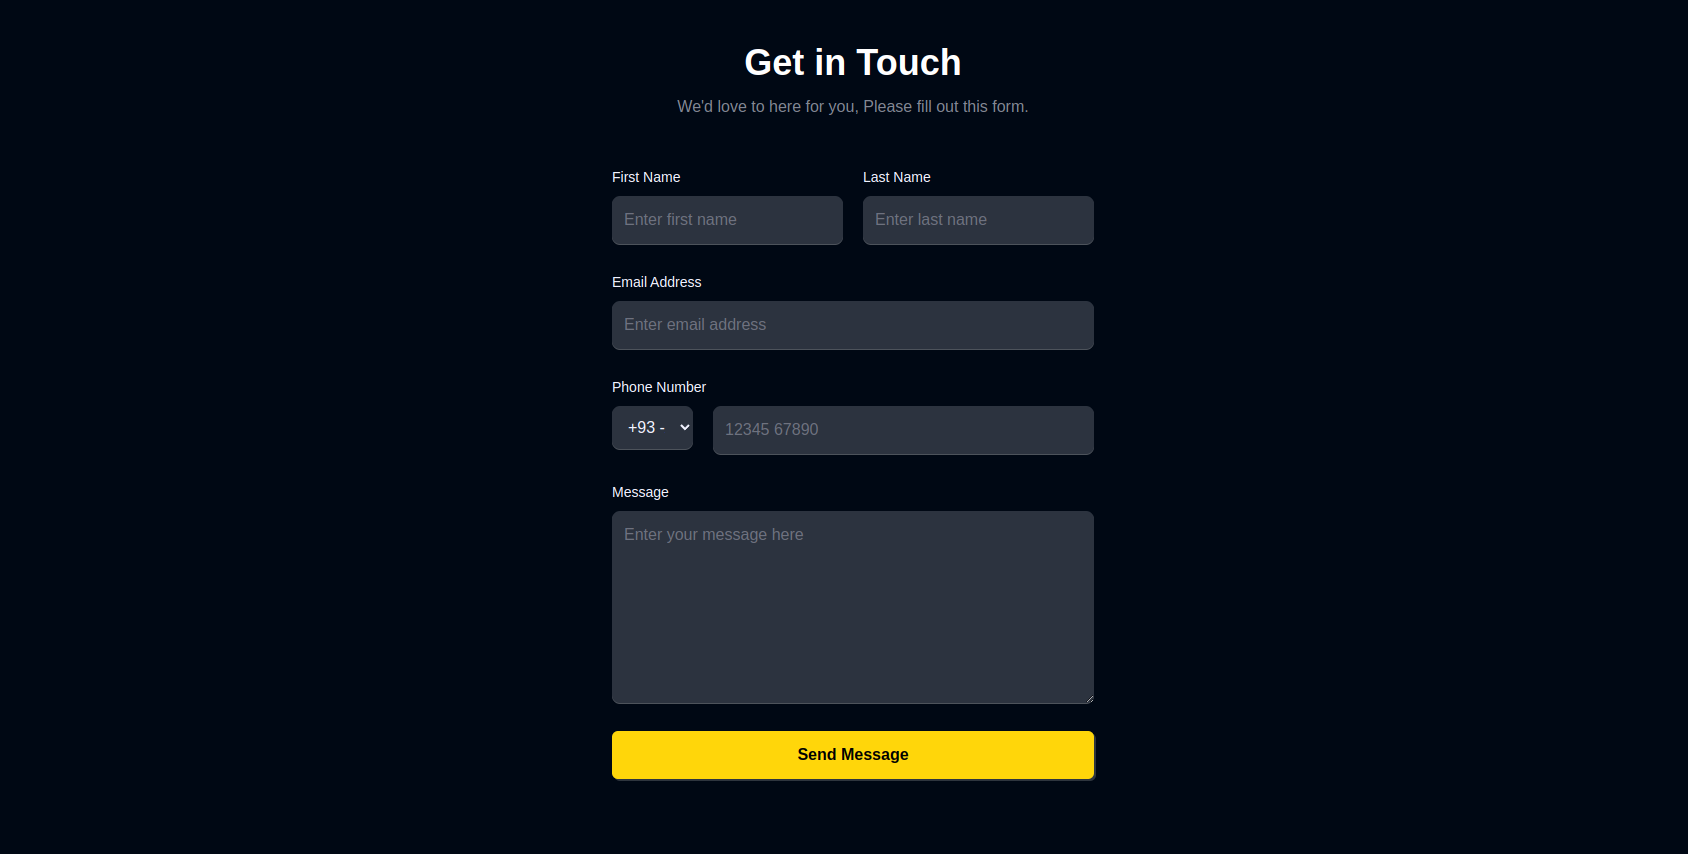 Get in Touch
We'd love to here for you, Please fill out this form.
First Name
Last Name
Enter first name
Enter last name
Email Address
Enter email address
Phone Number
+93 -
12345 67890
Message
Enter your message here
Send Message